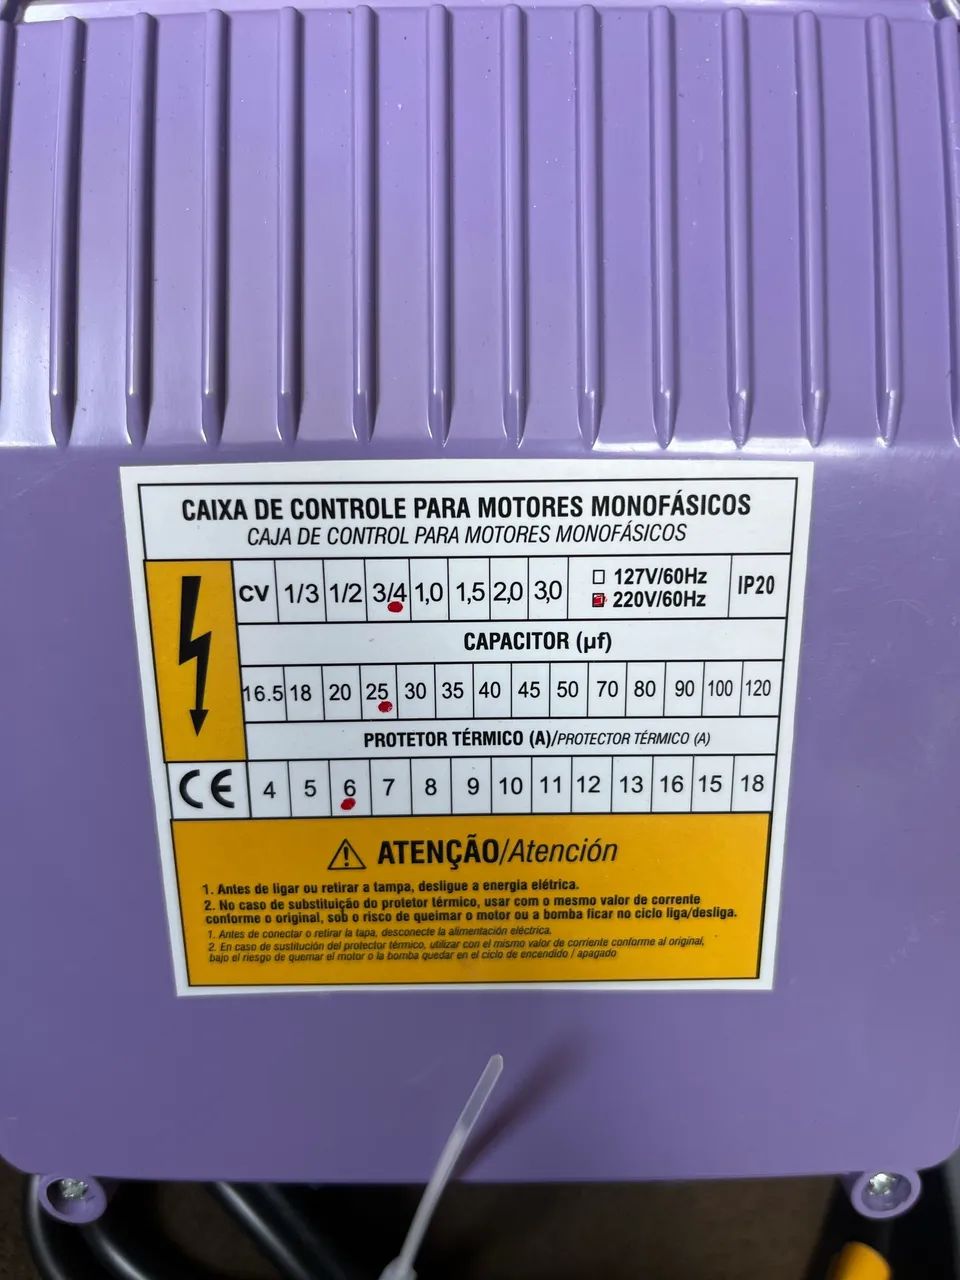 CAIXA DE CONTROLE PARA MOTORES MONOFÁSICOS
CAJA DE CONTROL PARA MOTORES MONOFÁSICOS
CV 1/3 1/2 3/4 1,0 1,5 2,0 3,0 127V/60Hz 220V/60Hz IP20
CAPACITOR (µf)
16.5 18 20 25 30 35 40 45 50 70 80 90 100 120
PROTETOR TÉRMICO (A)/PROTECTOR TÉRMICO (A)
CE 4 5 6 7 8 9 10 11 12 13 16 15 18
ATENÇÃO/Atención
1. Antes de ligar ou retirar a tampa, desligue a energia elétrica.
2. No caso de substituição do protetor térmico, usar com o mesmo valor de corrente
conforme o original, sob o risco de queimar o motor ou a bomba ficar no ciclo liga/desliga.
1. Antes de conectar o retirar la tapa, desconecte la alimentación eléctrica.
2. En caso de sustitución del protector térmico, utilizar con el mismo valor de corriente conforme al original,
bajo el riesgo de quemar el motor o la bomba quedar en el ciclo de encendido / apagado